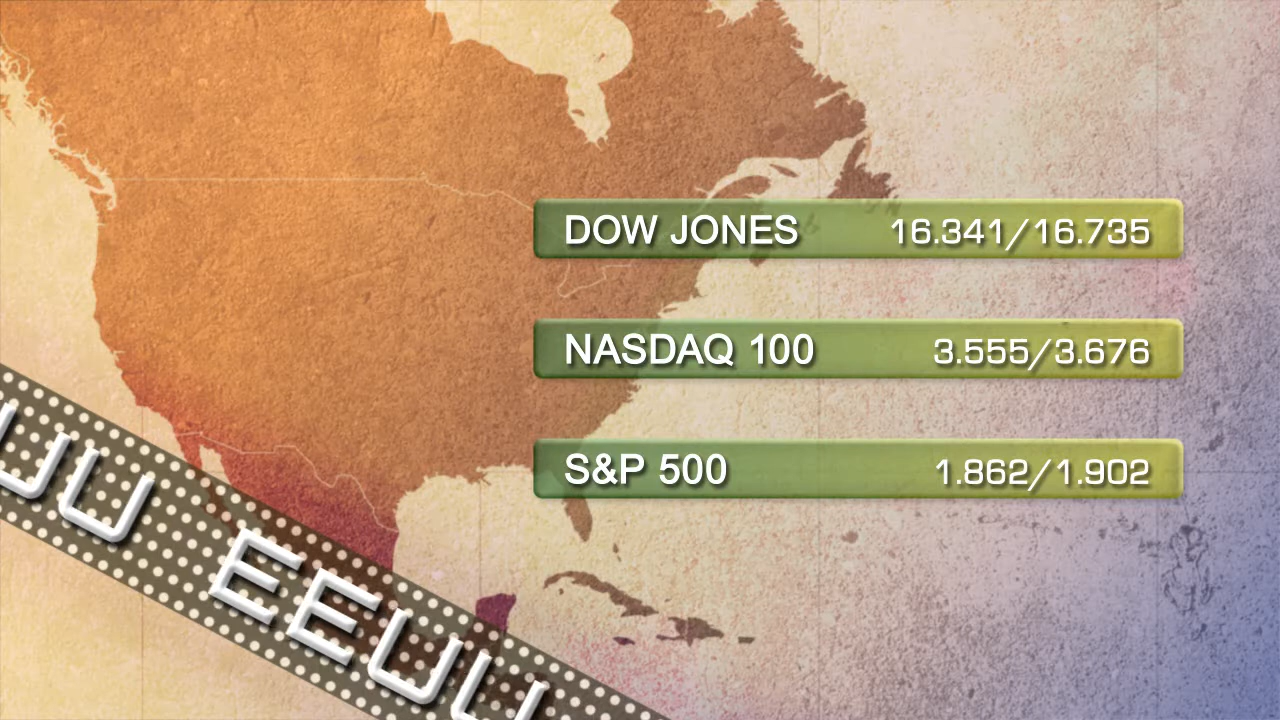 DOW JONES 16.341/16.735
NASDAQ 100 3.555/3.676
S&P 500 1.862/1.902
UU EEUU